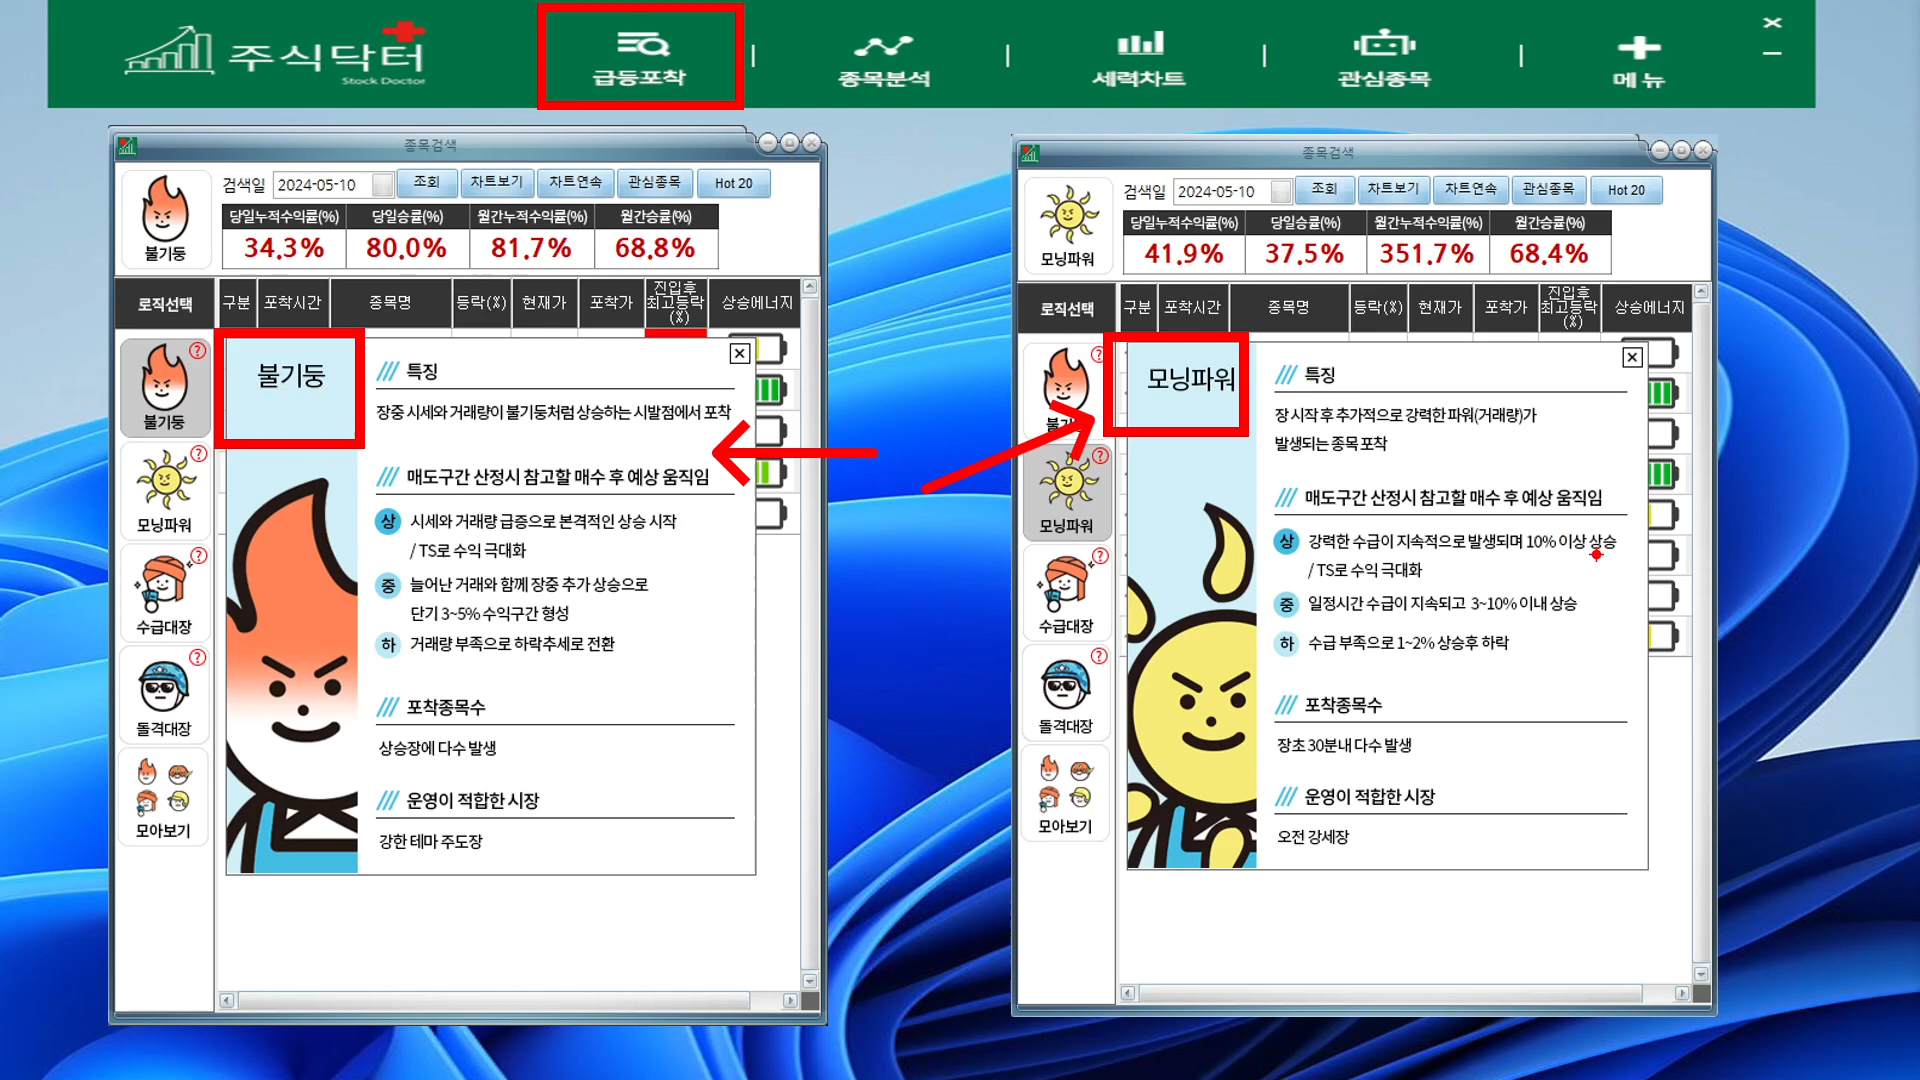 주식닥터
Stock Doctor
급등포착
종목분석
세력차트
관심종목
메뉴
종목검색
불기둥
검색일
2024-05-10
조회
차트보기
차트연속
관심종목
Hot 20
당일누적수익률(%)
당일승률(%)
월간누적수익률(%)
월간승률(%)
34.3%
80.0%
81.7%
68.8%
로직선택
구분
포착시간
종목명
등락(%)
현재가
포착가
진입후
최고등락
(%)
상승에너지
불기둥
모닝파워
수급대장
돌격대장
모아보기
불기둥
/// 특징
장중 시세와 거래량이 불기둥처럼 상승하는 시발점에서 포착
/// 매도구간 산정시 참고할 매수 후 예상 움직임
상 시세와 거래량 급증으로 본격적인 상승 시작
/ TS로 수익 극대화
중 늘어난 거래와 함께 장중 추가 상승으로
단기 3~5% 수익구간 형성
하 거래량 부족으로 하락추세로 전환
/// 포착종목수
상승장에 다수 발생
/// 운영이 적합한 시장
강한 테마 주도장
종목검색
모닝파워
검색일
2024-05-10
조회
차트보기
차트연속
관심종목
Hot 20
당일누적수익률(%)
당일승률(%)
월간누적수익률(%)
월간승률(%)
41.9%
37.5%
351.7%
68.4%
로직선택
구분
포착시간
종목명
등락(%)
현재가
포착가
진입후
최고등락
(%)
상승에너지
모닝파워
수급대장
돌격대장
모아보기
모닝파워
/// 특징
장 시작 후 추가적으로 강력한 파워(거래량)가
발생되는 종목 포착
/// 매도구간 산정시 참고할 매수 후 예상 움직임
상 강력한 수급이 지속적으로 발생되며 10% 이상 상승
/ TS로 수익 극대화
중 일정시간 수급이 지속되고 3~10% 이내 상승
하 수급 부족으로 1~2% 상승후 하락
/// 포착종목수
장초 30분내 다수 발생
/// 운영이 적합한 시장
오전 강세장